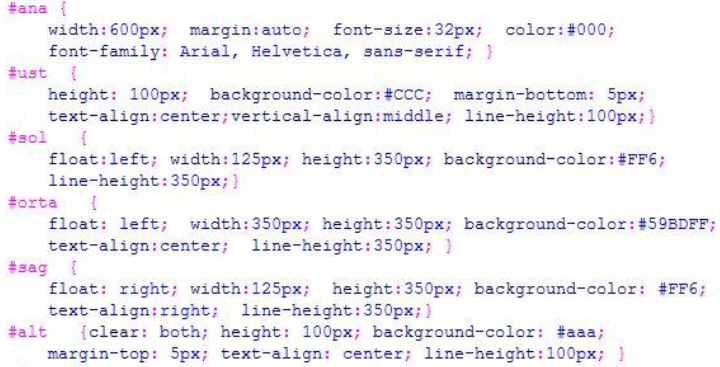 #ana {
width:600px; margin:auto; font-size:32px; color:#000;
font-family: Arial, Helvetica, sans-serif; }
#ust {
height: 100px; background-color:#CCC; margin-bottom: 5px;
text-align:center;vertical-align:middle; line-height:100px;}
#sol {
float:left; width:125px; height:350px; background-color:#FF6;
line-height:350px;}
#orta {
float: left; width:350px; height:350px; background-color:#59BDFF;
text-align:center; line-height:350px; }
#sag {
float: right; width:125px; height:350px; background-color: #FF6;
text-align:right; line-height:350px;}
#alt {clear: both; height: 100px; background-color: #aaa;
margin-top: 5px; text-align: center; line-height:100px; }